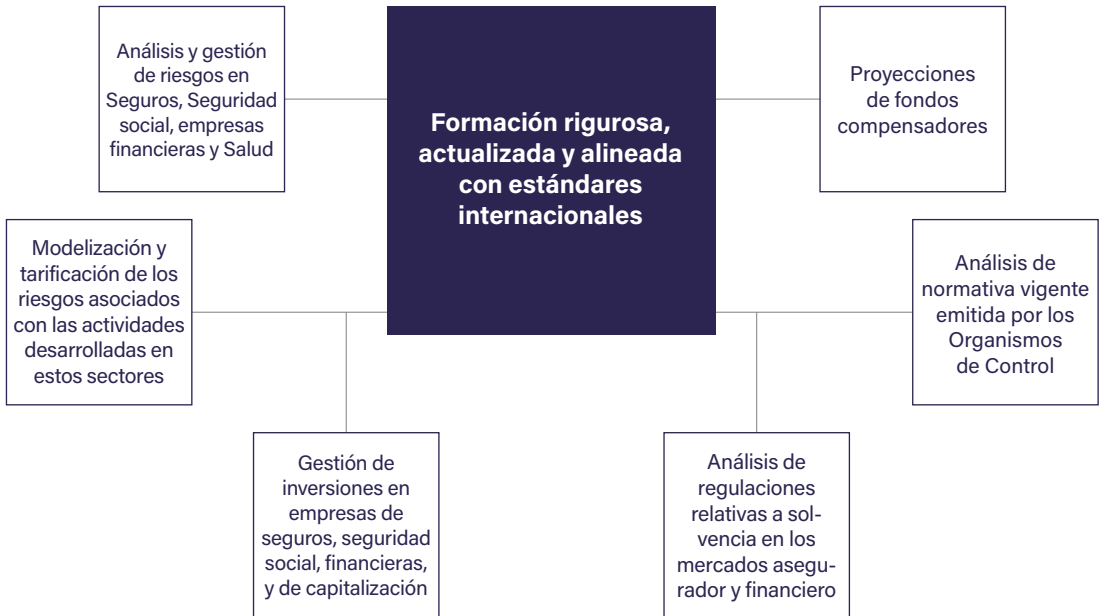 Análisis y gestión
de riesgos en
Seguros, Seguridad
social, empresas
financieras y Salud
Formación rigurosa,
actualizada y alineada
con estándares
internacionales
Proyecciones
de fondos
compensadores
Modelización y
tarificación de los
riesgos asociados
con las actividades
desarrolladas en
estos sectores
Análisis de
normativa vigente
emitida por los
Organismos
de Control
Gestión de
inversiones en
empresas de
seguros, seguridad
social, financieras,
y de capitalización
Análisis de
regulaciones
relativas a sol-
vencia en los
mercados asegu-
rador y financiero